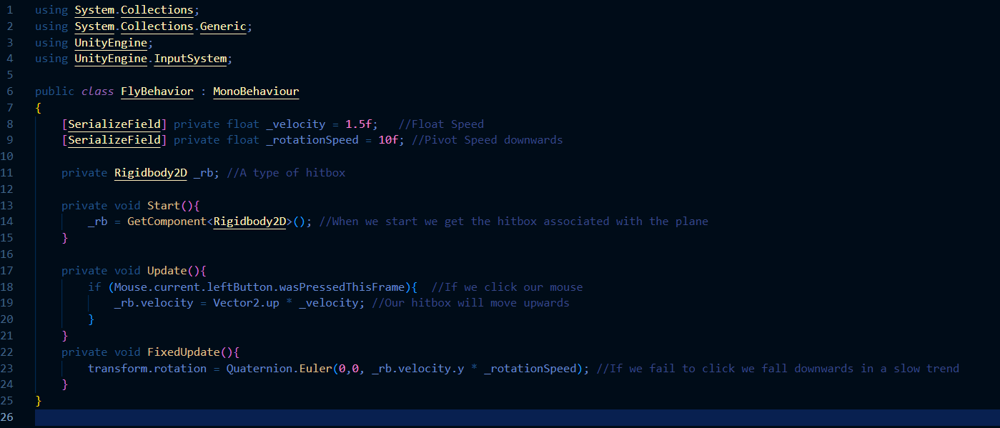 1 using System.Collections;
2 using System.Collections.Generic;
3 using UnityEngine;
4 using UnityEngine.InputSystem;
5
6 public class FlyBehavior : MonoBehaviour
7 {
8     [SerializeField] private float _velocity = 1.5f;   //Float Speed
9     [SerializeField] private float _rotationSpeed = 10f; //Pivot Speed downwards
10
11     private Rigidbody2D _rb; //A type of hitbox
12
13     private void Start(){
14         _rb = GetComponent<Rigidbody2D>(); //When we start we get the hitbox associated with the plane
15     }
16
17     private void Update(){
18         if (Mouse.current.leftButton.wasPressedThisFrame){  //If we click our mouse
19             _rb.velocity = Vector2.up * _velocity; //Our hitbox will move upwards
20         }
21     }
22     private void FixedUpdate(){
23         transform.rotation = Quaternion.Euler(0,0, _rb.velocity.y * _rotationSpeed); //If we fail to click we fall downwards in a slow trend
24     }
25 }
26